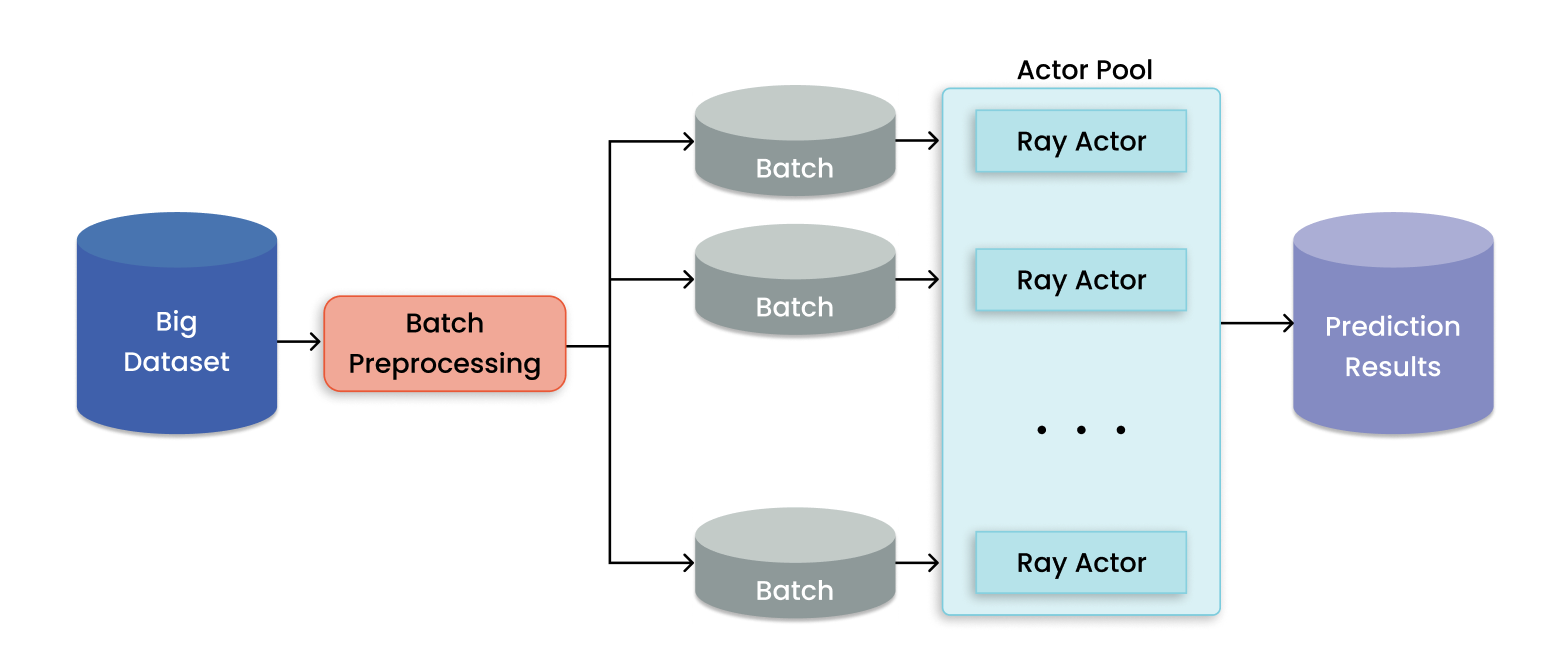 Big
Dataset
Batch
Preprocessing
Batch
Batch
Batch
Actor Pool
Ray Actor
Ray Actor
. . .
Ray Actor
Prediction
Results